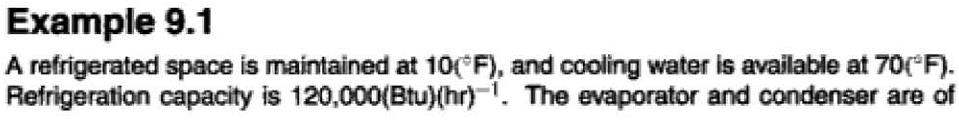 Example 9.1
A refrigerated space is maintained at 10(°F), and cooling water is available at 70(°F).
Refrigeration capacity is 120,000(Btu)(hr)⁻¹. The evaporator and condenser are of